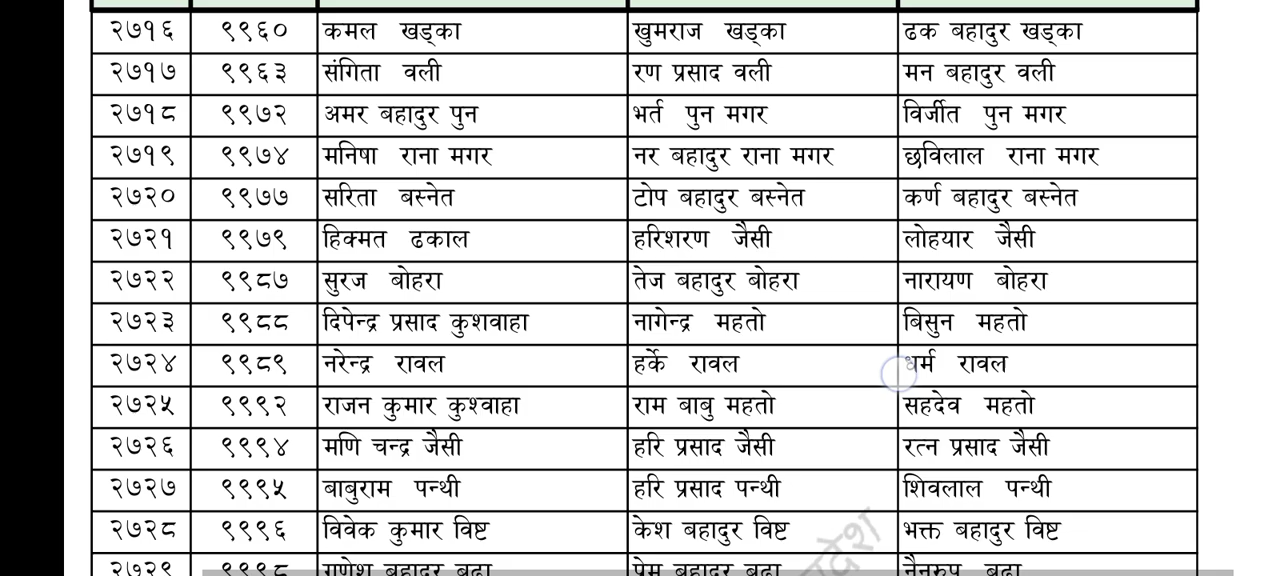 २७१६ ९९६० कमल खड्का खुमराज खड्का ढक बहादुर खड्का
२७१७ ९९६३ संगिता वली रण प्रसाद वली मन बहादुर वली
२७१८ ९९७२ अमर बहादुर पुन भर्त पुन मगर विर्जीत पुन मगर
२७१९ ९९७४ मनिषा राना मगर नर बहादुर राना मगर छविलाल राना मगर
२७२० ९९७७ सरिता बस्नेत टोप बहादुर बस्नेत कर्ण बहादुर बस्नेत
२७२१ ९९७९ हिक्मत ढकाल हरिशरण जैसी लोहयार जैसी
२७२२ ९९८७ सुरज बोहरा तेज बहादुर बोहरा नारायण बोहरा
२७२३ ९९८८ दिपेन्द्र प्रसाद कुशवाहा नागेन्द्र महतो बिसुन महतो
२७२४ ९९८९ नरेन्द्र रावल हर्के रावल धर्म रावल
२७२५ ९९९२ राजन कुमार कुश्वाहा राम बाबु महतो सहदेव महतो
२७२६ ९९९४ मणि चन्द्र जैसी हरि प्रसाद जैसी रत्न प्रसाद जैसी
२७२७ ९९९५ बाबुराम पन्थी हरि प्रसाद पन्थी शिवलाल पन्थी
२७२८ ९९९६ विवेक कुमार विष्ट केश बहादुर विष्ट भक्त बहादुर विष्ट
२७२९ ९९९८ गणेश बहादुर बुढा प्रेम बहादुर बुढा